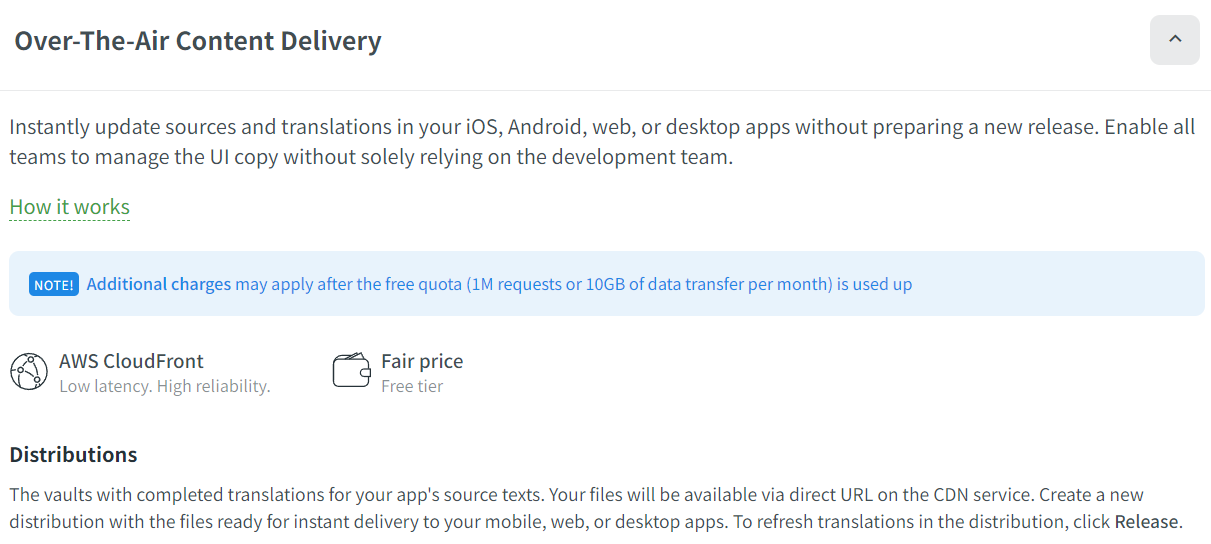 Over-The-Air Content Delivery
Instantly update sources and translations in your iOS, Android, web, or desktop apps without preparing a new release. Enable all
teams to manage the UI copy without solely relying on the development team.
How it works
NOTE! Additional charges may apply after the free quota (1M requests or 10GB of data transfer per month) is used up
AWS CloudFront
Low latency. High reliability.
Fair price
Free tier
Distributions
The vaults with completed translations for your app's source texts. Your files will be available via direct URL on the CDN service. Create a new
distribution with the files ready for instant delivery to your mobile, web, or desktop apps. To refresh translations in the distribution, click Release.